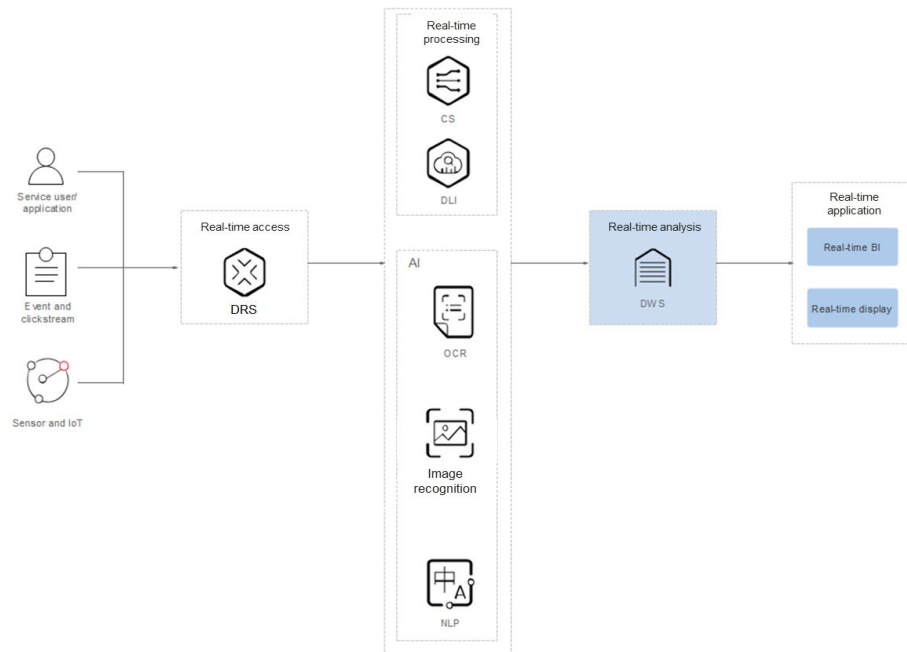 Service user/
application
Event and
clickstream
Sensor and IoT
Real-time access
DRS
Real-time
processing
CS
DLI
AI
OCR
Image
recognition
中A
NLP
Real-time analysis
DWS
Real-time
application
Real-time BI
Real-time display